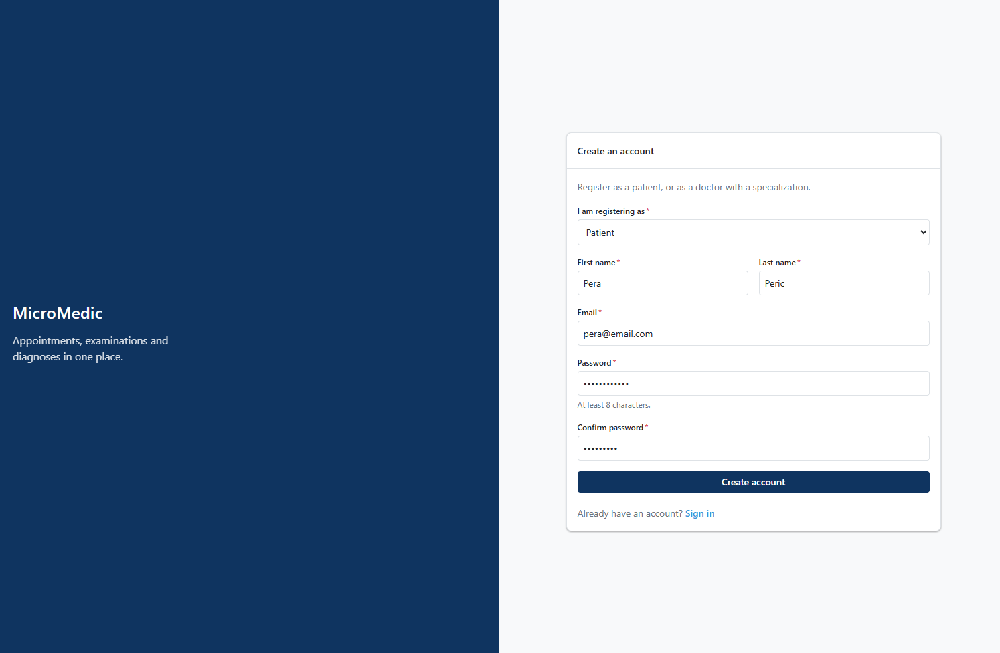 MicroMedic
Appointments, examinations and
diagnoses in one place.
Create an account
Register as a patient, or as a doctor with a specialization.
I am registering as *
Patient
First name *
Last name *
Pera
Peric
Email *
pera@email.com
Password *
••••••••••••
At least 8 characters.
Confirm password *
•••••••••
Create account
Already have an account? Sign in